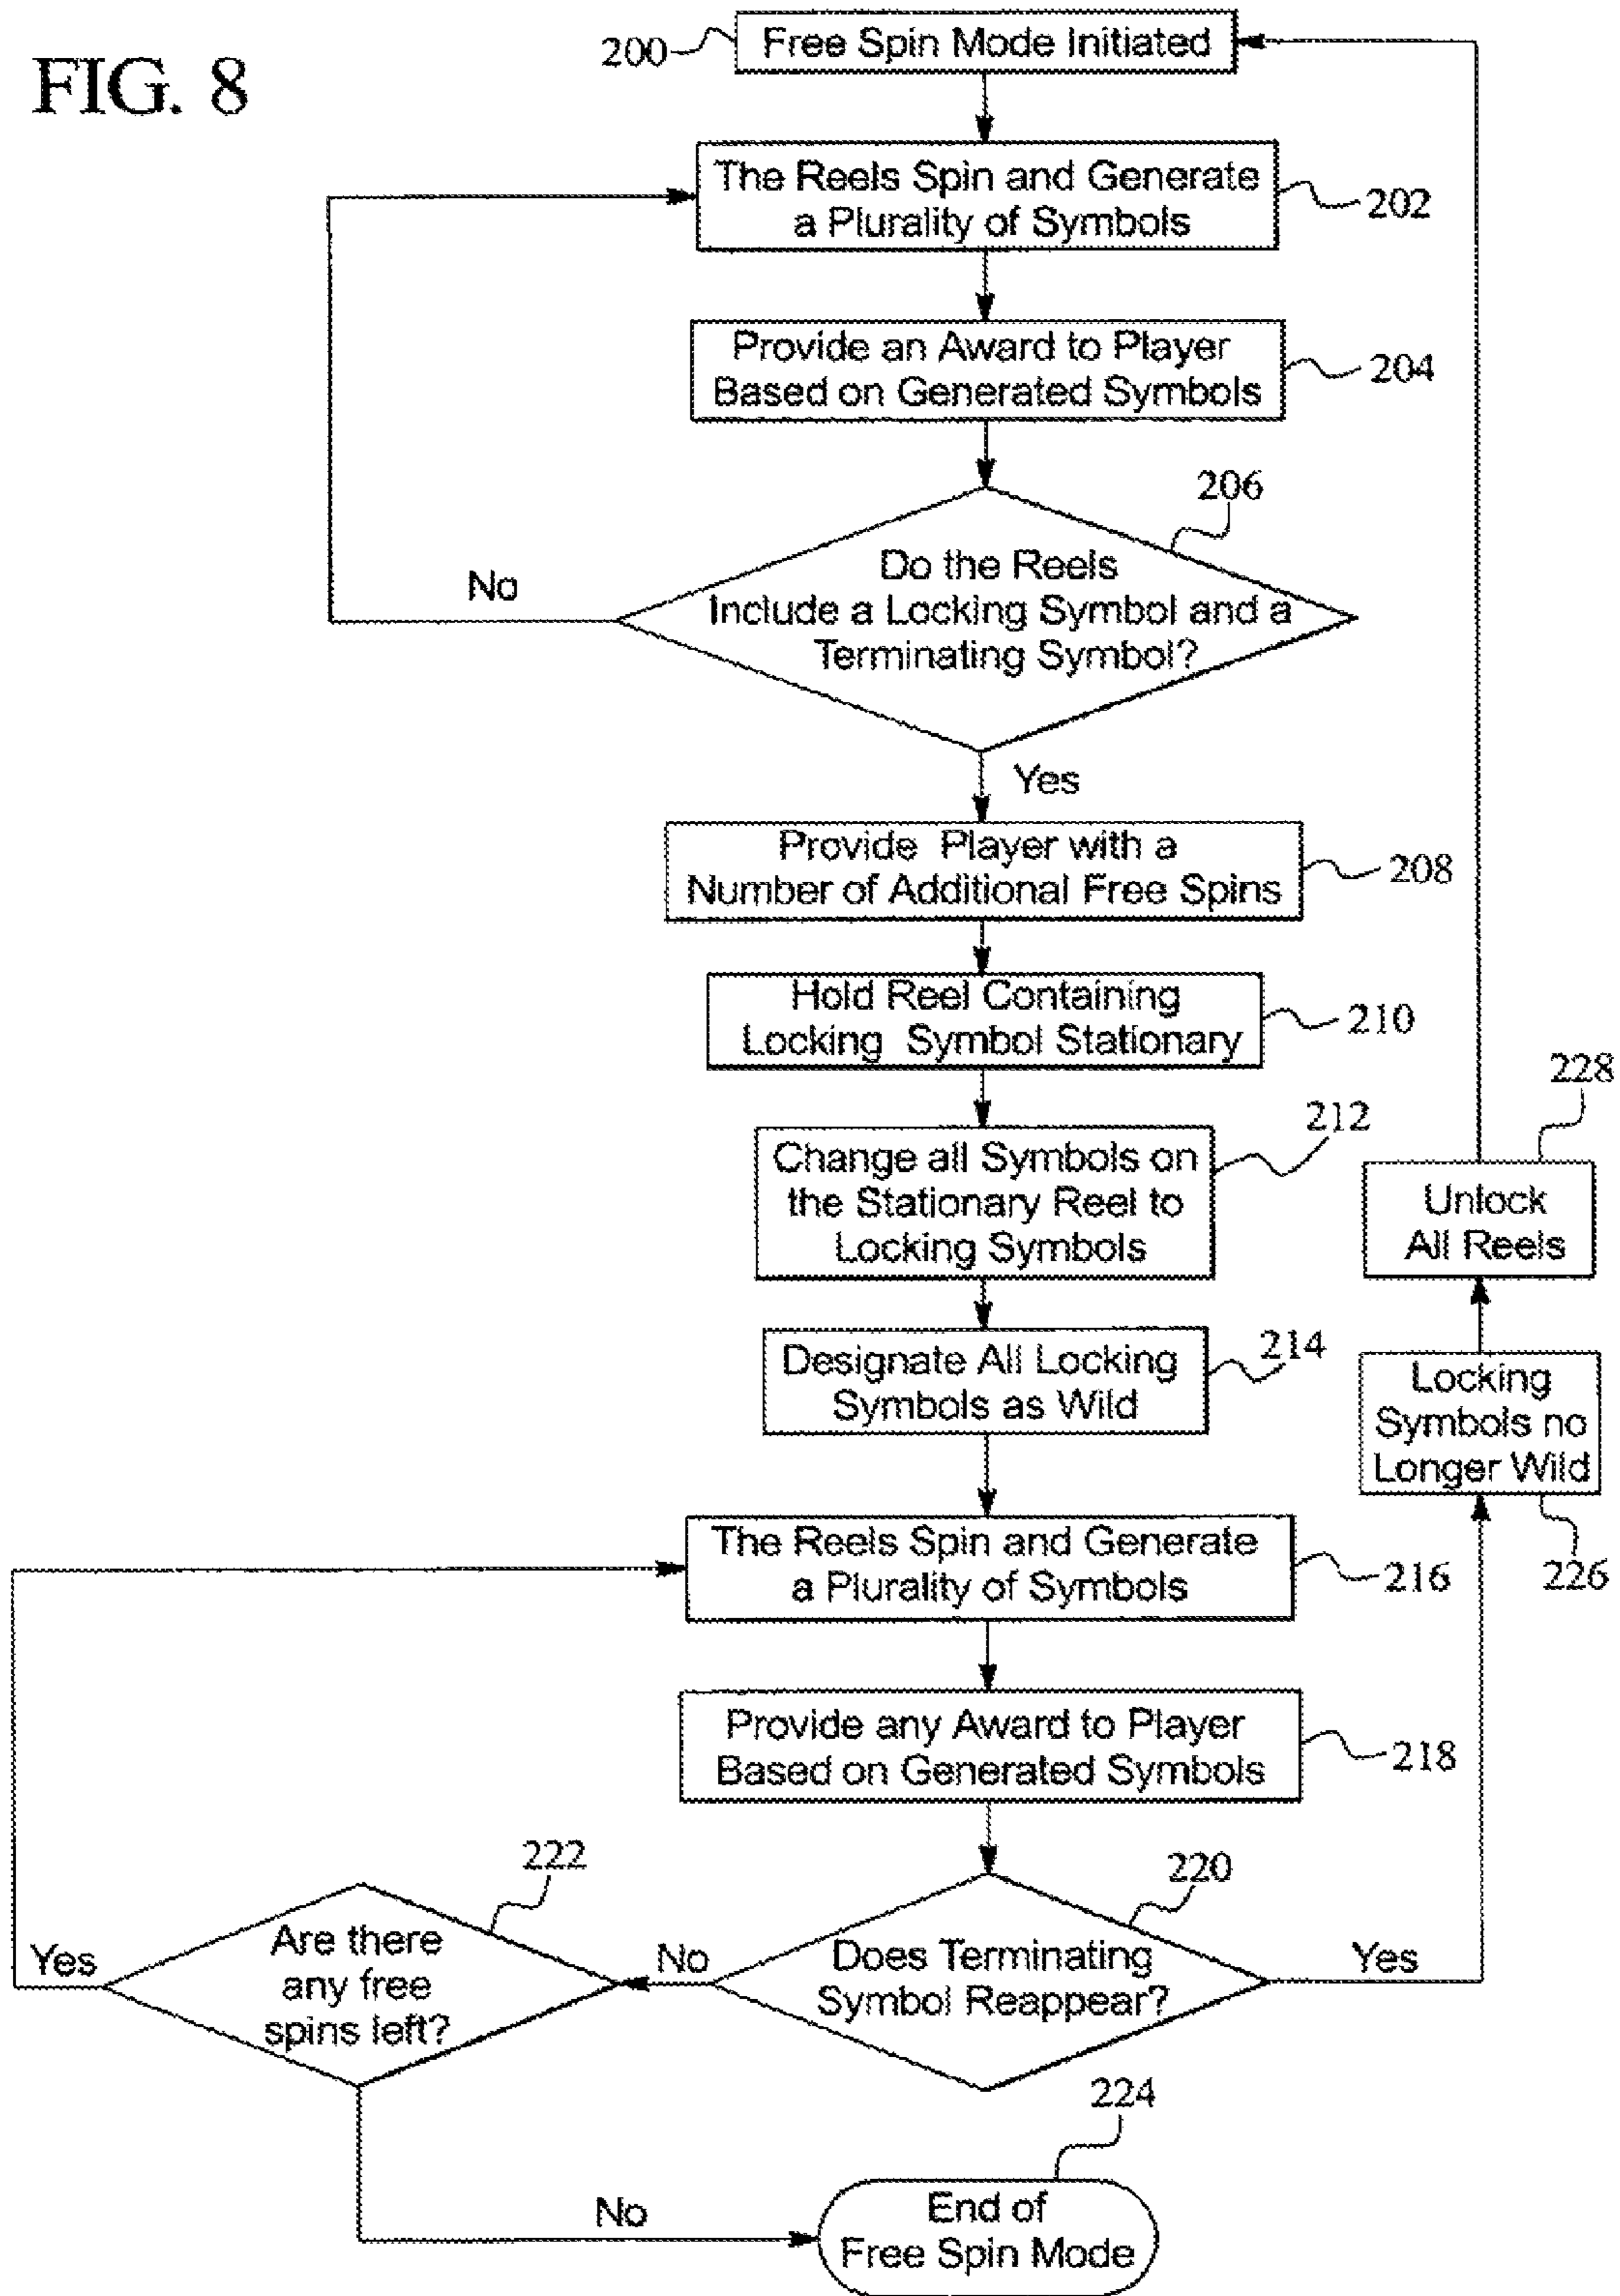 FIG. 8
200
Free Spin Mode Initiated
The Reels Spin and Generate
a Plurality of Symbols
202
Provide an Award to Player
Based on Generated Symbols
204
206
Do the Reels
Include a Locking Symbol and a
Terminating Symbol?
No
Yes
Provide Player with a
Number of Additional Free Spins
208
Hold Reel Containing
Locking Symbol Stationary
210
212
Change all Symbols on
the Stationary Reel to
Locking Symbols
228
Unlock
All Reels
Designate All Locking
Symbols as Wild
214
Locking
Symbols no
Longer Wild
226
The Reels Spin and Generate
a Plurality of Symbols
216
Provide any Award to Player
Based on Generated Symbols
218
222
220
Yes
Are there
any free
spins left?
No
Does Terminating
Symbol Reappear?
Yes
224
No
End of
Free Spin Mode